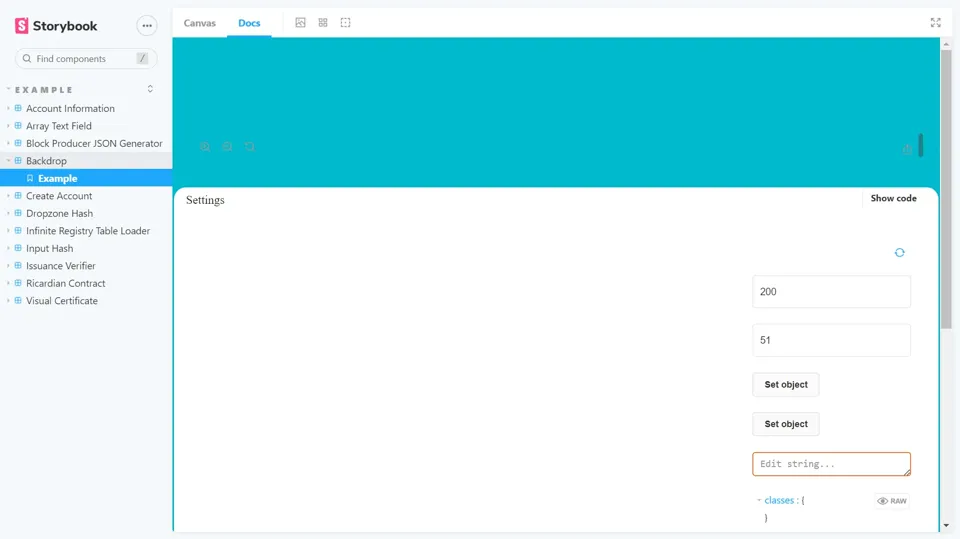 Storybook
Canvas
Docs
Find components
/
EXAMPLE
Account Information
Array Text Field
Block Producer JSON Generator
Backdrop
Example
Create Account
Dropzone Hash
Infinite Registry Table Loader
Input Hash
Issuance Verifier
Ricardian Contract
Visual Certificate
Settings
Show code
200
51
Set object
Set object
Edit string...
classes : {
RAW
}